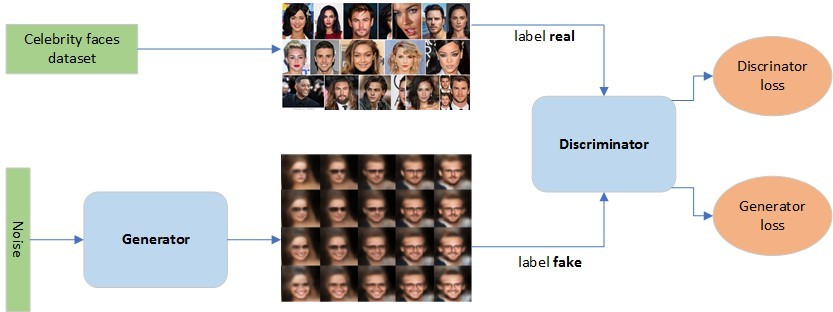 Celebrity faces
dataset
label real
Discrinator
loss
Discriminator
Noise
Generator
Generator
loss
label fake